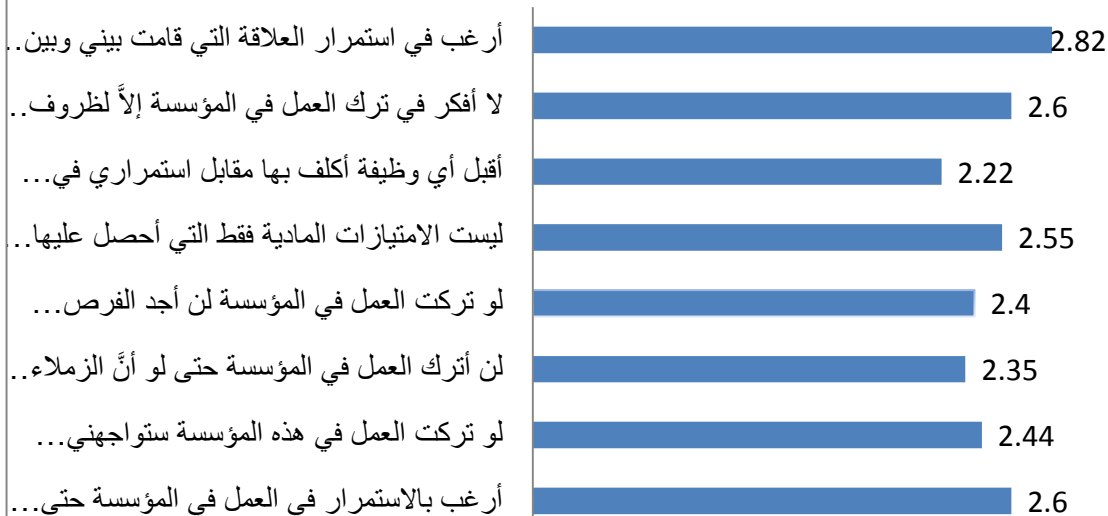 أرغب في استمرار العلاقة التي قامت بيني وبين.. 2.82
لا أفكر في ترك العمل في المؤسسة إلاَّ لظروف.. 2.6
أقبل أي وظيفة أكلف بها مقابل استمراري في... 2.22
ليست الامتيازات المادية فقط التي أحصل عليها... 2.55
لو تركت العمل في المؤسسة لن أجد الفرص... 2.4
لن أترك العمل في المؤسسة حتى لو أنَّ الزملاء.. 2.35
لو تركت العمل في هذه المؤسسة ستواجهني... 2.44
أرغب بالاستمرار في العمل في المؤسسة حتى... 2.6